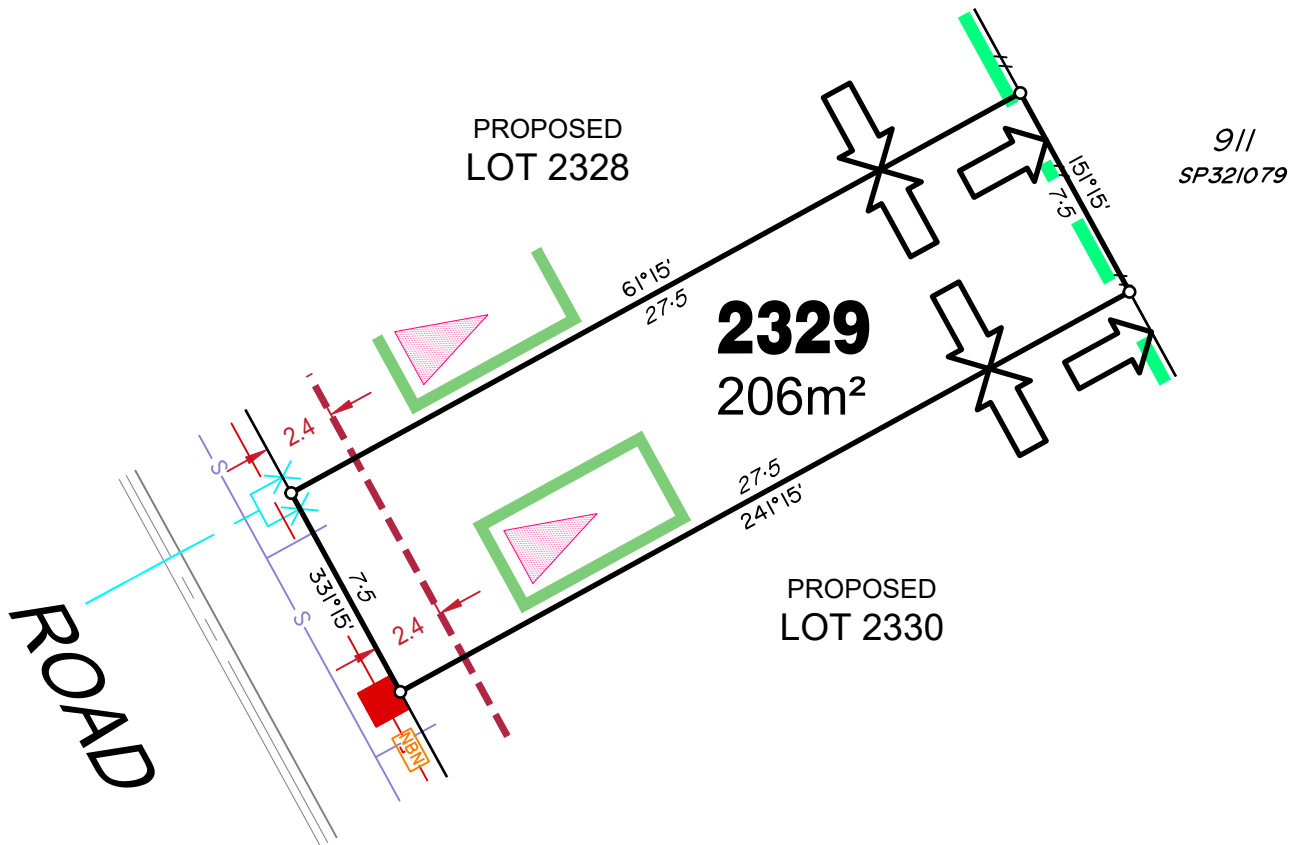 PROPOSED
LOT 2328
911
SP321079
151°15'
7·5
61°15'
27·5
2329
206m²
2.4
S
27·5
241°15'
7·5
331°15'
S
2.4
PROPOSED
LOT 2330
NBN
ROAD